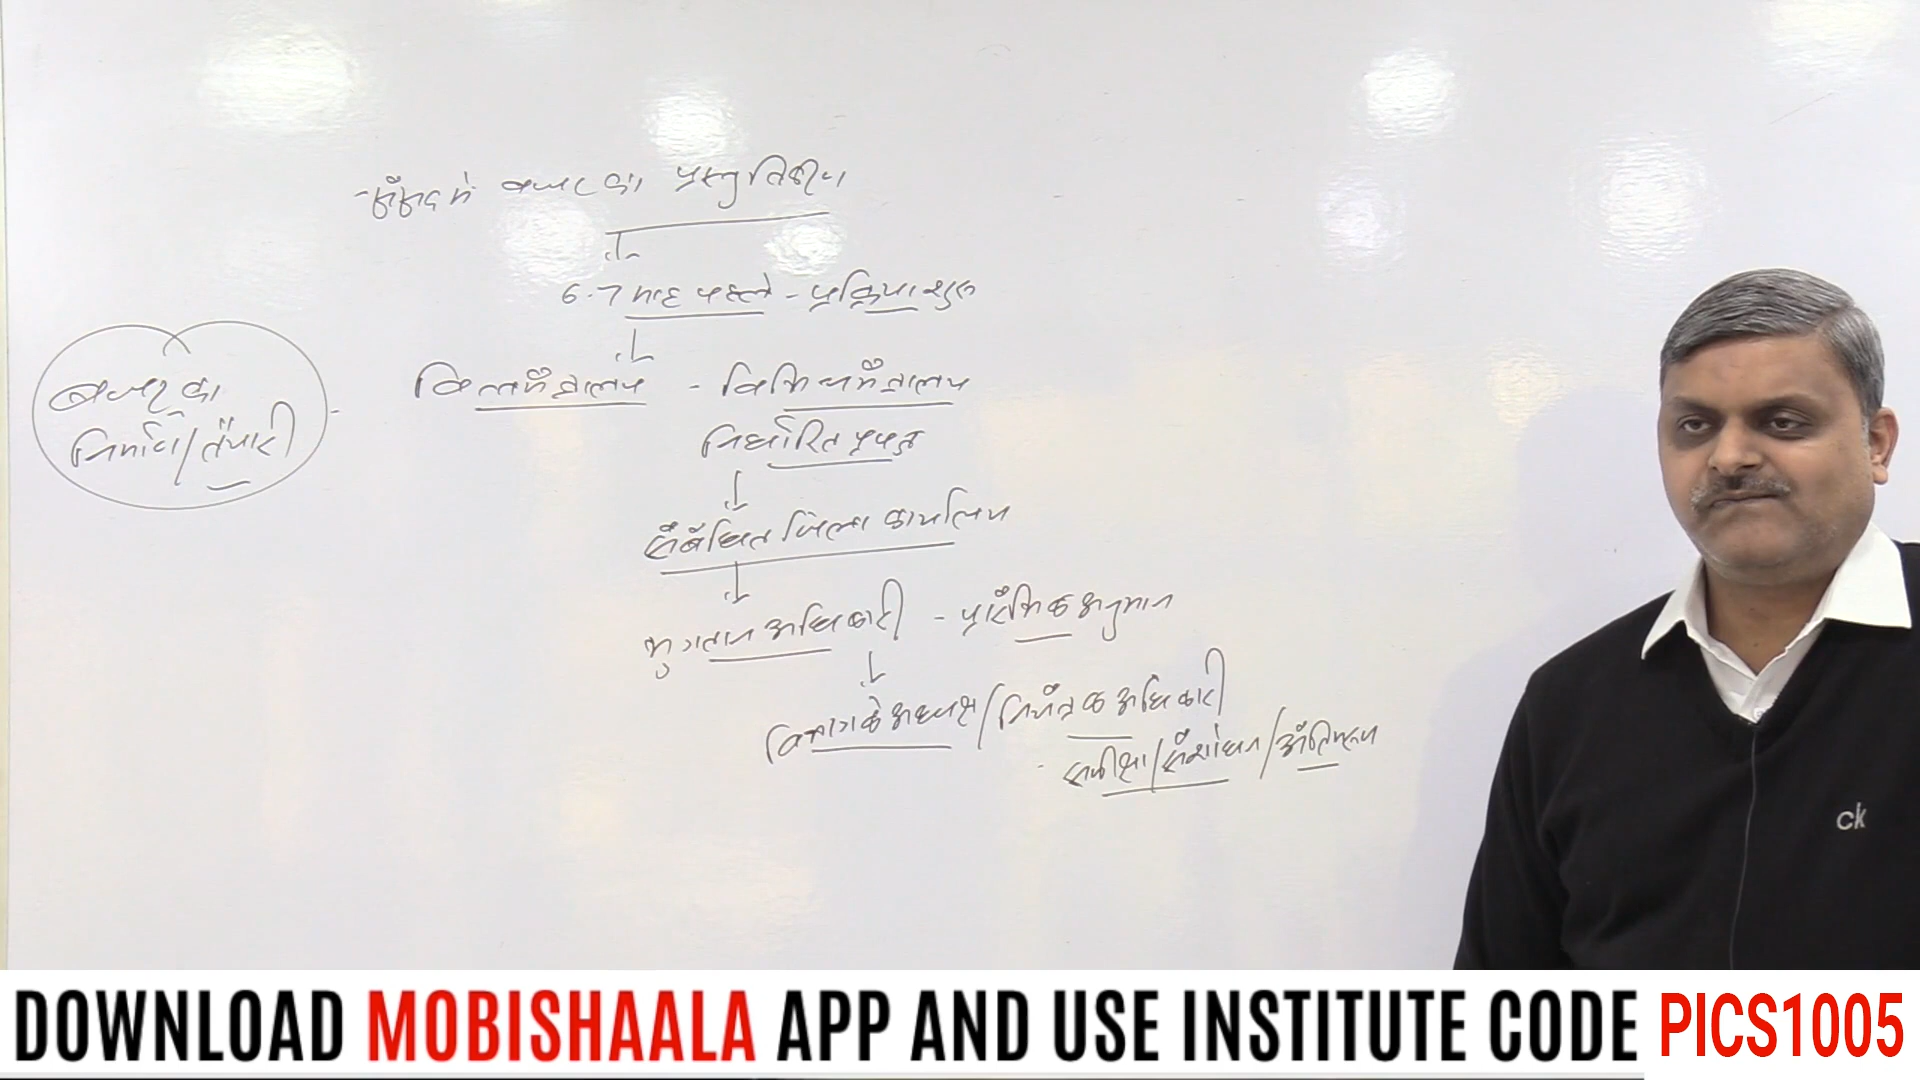 - संसद में बजट का प्रस्तुतिकरण
6-7 माह पहले - प्रक्रिया शुरू
बजट का
निर्माण/तैयारी -
वित्त मंत्रालय - विभिन्न मंत्रालय
निर्धारित प्रपत्र
संबंधित जिला कार्यालय
भुगतान अधिकारी - प्रारंभिक अनुमान
विभाग के अध्यक्ष/नियंत्रक अधिकारी
- समीक्षा/संशोधन/अंतिम रूप
ck
DOWNLOAD MOBISHAALA APP AND USE INSTITUTE CODE PICS1005